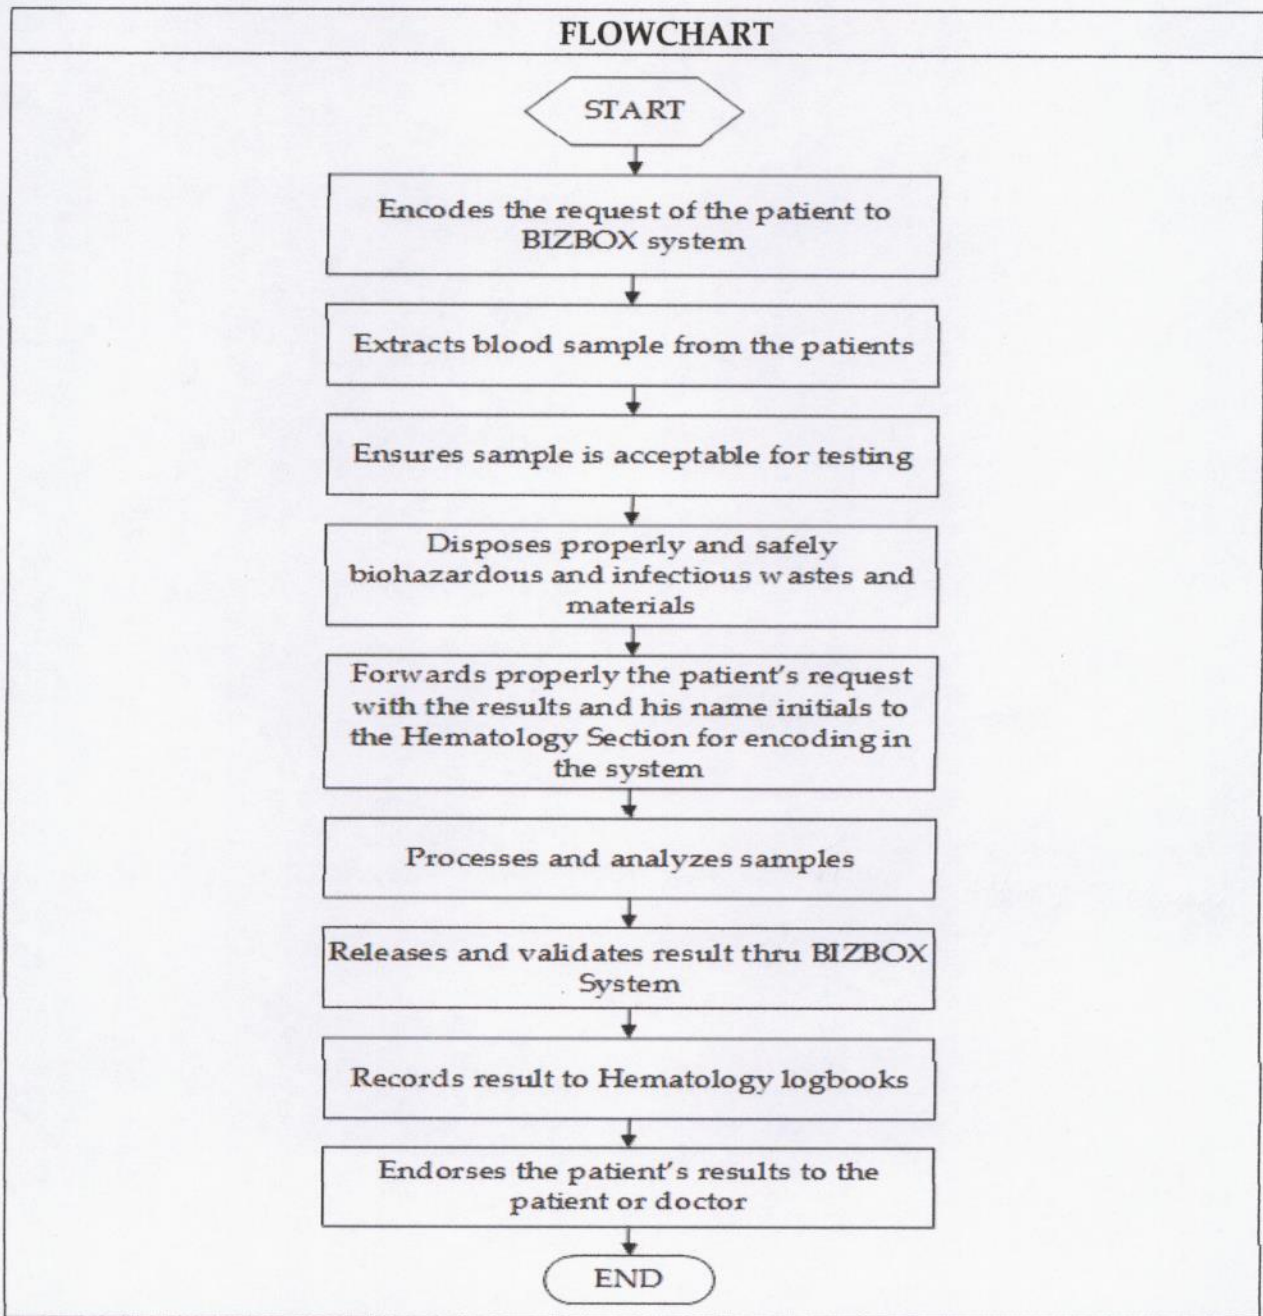 FLOWCHART
START
Encodes the request of the patient to
BIZBOX system
Extracts blood sample from the patients
Ensures sample is acceptable for testing
Disposes properly and safely
biohazardous and infectious wastes and
materials
Forwards properly the patient's request
with the results and his name initials to
the Hematology Section for encoding in
the system
Processes and analyzes samples
Releases and validates result thru BIZBOX
System
Records result to Hematology logbooks
Endorses the patient's results to the
patient or doctor
END